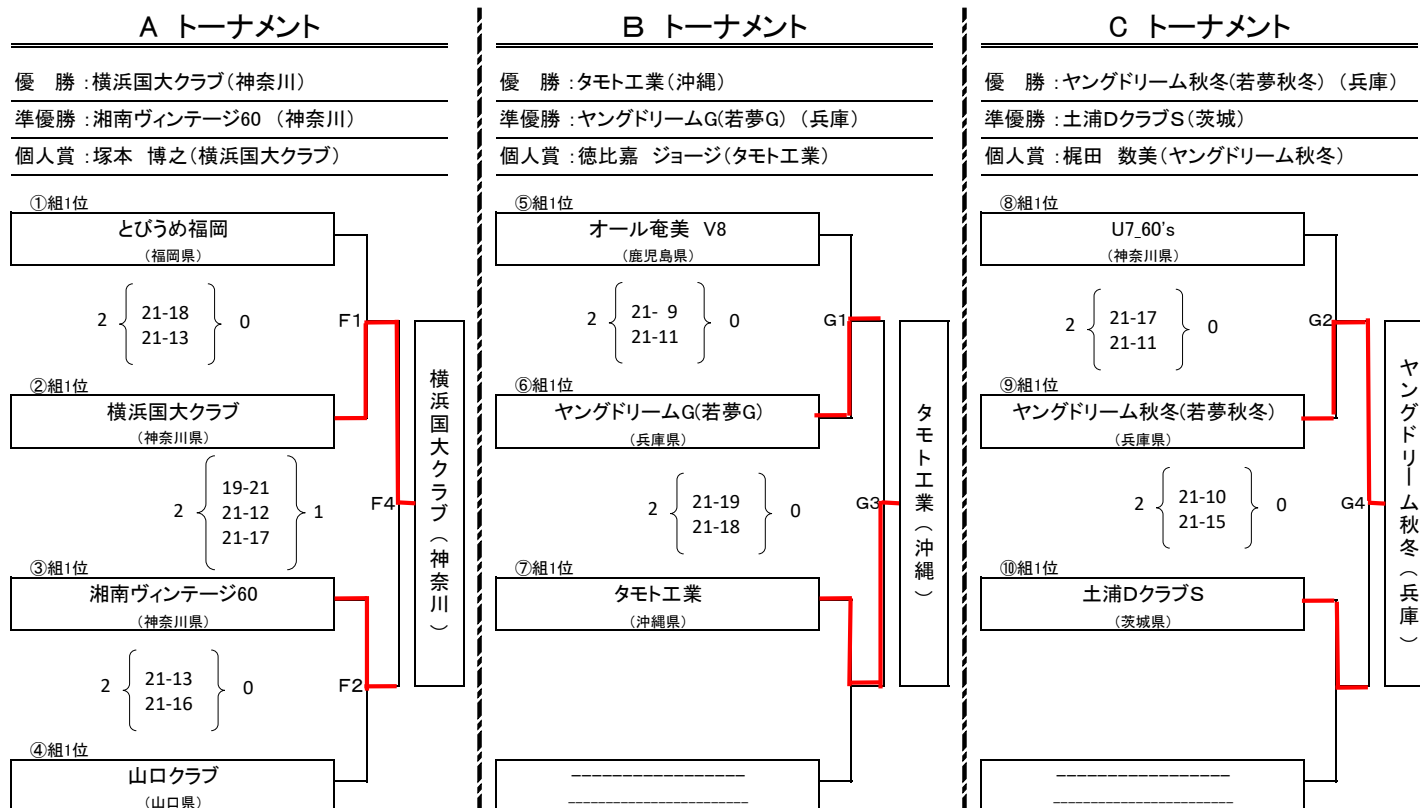 A トーナメント
優　勝 :横浜国大クラブ(神奈川)
準優勝 :湘南ヴィンテージ60 (神奈川)
個人賞 :塚本 博之(横浜国大クラブ)
①組1位
とびうめ福岡
(福岡県)
2 21-18 0
21-13
F1
②組1位
横浜国大クラブ
(神奈川県)
19-21
2 21-12 1
21-17
F4
横浜国大クラブ(神奈川)
③組1位
湘南ヴィンテージ60
(神奈川県)
2 21-13 0
21-16
F2
④組1位
山口クラブ
(山口県)
B トーナメント
優　勝 :タモト工業(沖縄)
準優勝 :ヤングドリームG(若夢G) (兵庫)
個人賞 :徳比嘉 ジョージ(タモト工業)
⑤組1位
オール奄美 V8
(鹿児島県)
2 21- 9 0
21-11
G1
⑥組1位
ヤングドリームG(若夢G)
(兵庫県)
2 21-19 0
21-18
G3
タモト工業(沖縄)
⑦組1位
タモト工業
(沖縄県)
-----------------
------------------------
C トーナメント
優　勝 :ヤングドリーム秋冬(若夢秋冬) (兵庫)
準優勝 :土浦DクラブS(茨城)
個人賞 :梶田 数美(ヤングドリーム秋冬)
⑧組1位
U7_60's
(神奈川県)
2 21-17 0
21-11
G2
⑨組1位
ヤングドリーム秋冬(若夢秋冬)
(兵庫県)
2 21-10 0
21-15
G4
ヤングドリーム秋冬(兵庫)
⑩組1位
土浦DクラブS
(茨城県)
-----------------
------------------------